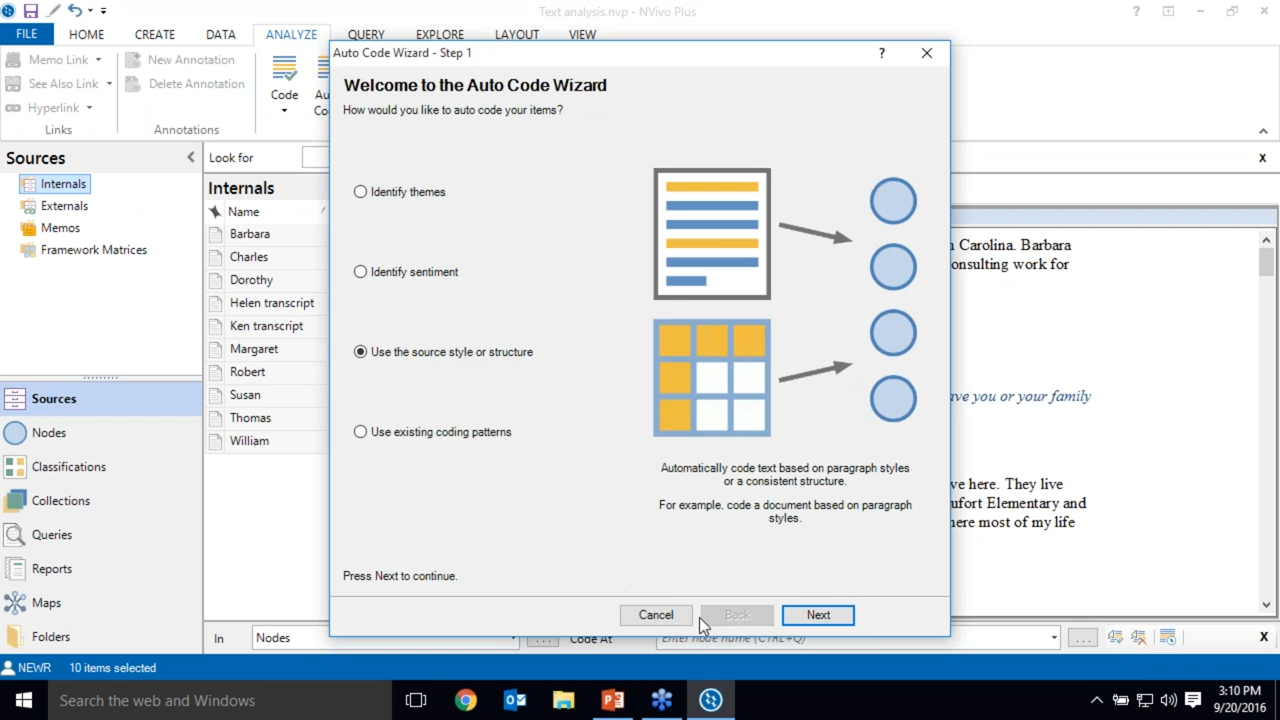 Text analysis.nvp - NVivo Plus
FILE HOME CREATE DATA ANALYZE QUERY EXPLORE LAYOUT VIEW
Memo Link
See Also Link
Hyperlink
Links
New Annotation
Delete Annotation
Annotations
Code
Au
Co
Sources
Internals
Externals
Memos
Framework Matrices
Sources
Nodes
Classifications
Collections
Queries
Reports
Maps
Folders
Look for
Internals
Name
Barbara
Charles
Dorothy
Helen transcript
Ken transcript
Margaret
Robert
Susan
Thomas
William
Auto Code Wizard - Step 1
Welcome to the Auto Code Wizard
How would you like to auto code your items?
Identify themes
Identify sentiment
Use the source style or structure
Use existing coding patterns
Automatically code text based on paragraph styles
or a consistent structure.
For example. code a document based on paragraph
styles.
Press Next to continue.
Cancel Back Next
Carolina. Barbara
onsulting work for
ave you or your family
ve here. They live
ufort Elementary and
here most of my life
In Nodes ... Code At Enter node name (CTRL+Q) ...
NEWR 10 items selected
Search the web and Windows
3:10 PM
9/20/2016